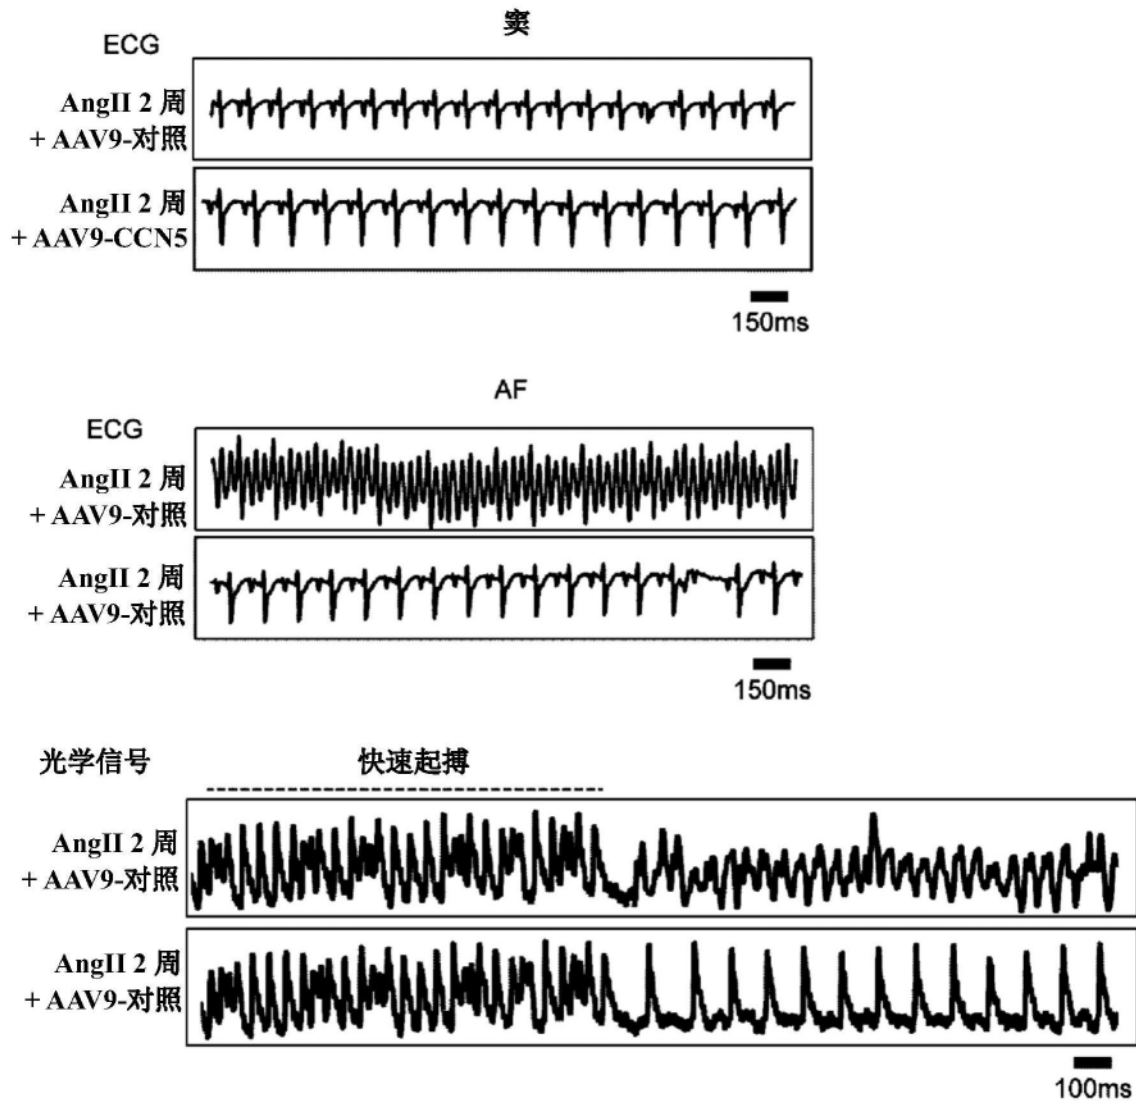 窦
ECG
AngII 2 周
+ AAV9-对照
AngII 2 周
+ AAV9-CCN5
150ms
AF
ECG
AngII 2 周
+ AAV9-对照
AngII 2 周
+ AAV9-对照
150ms
光学信号
快速起搏
AngII 2 周
+ AAV9-对照
AngII 2 周
+ AAV9-对照
100ms